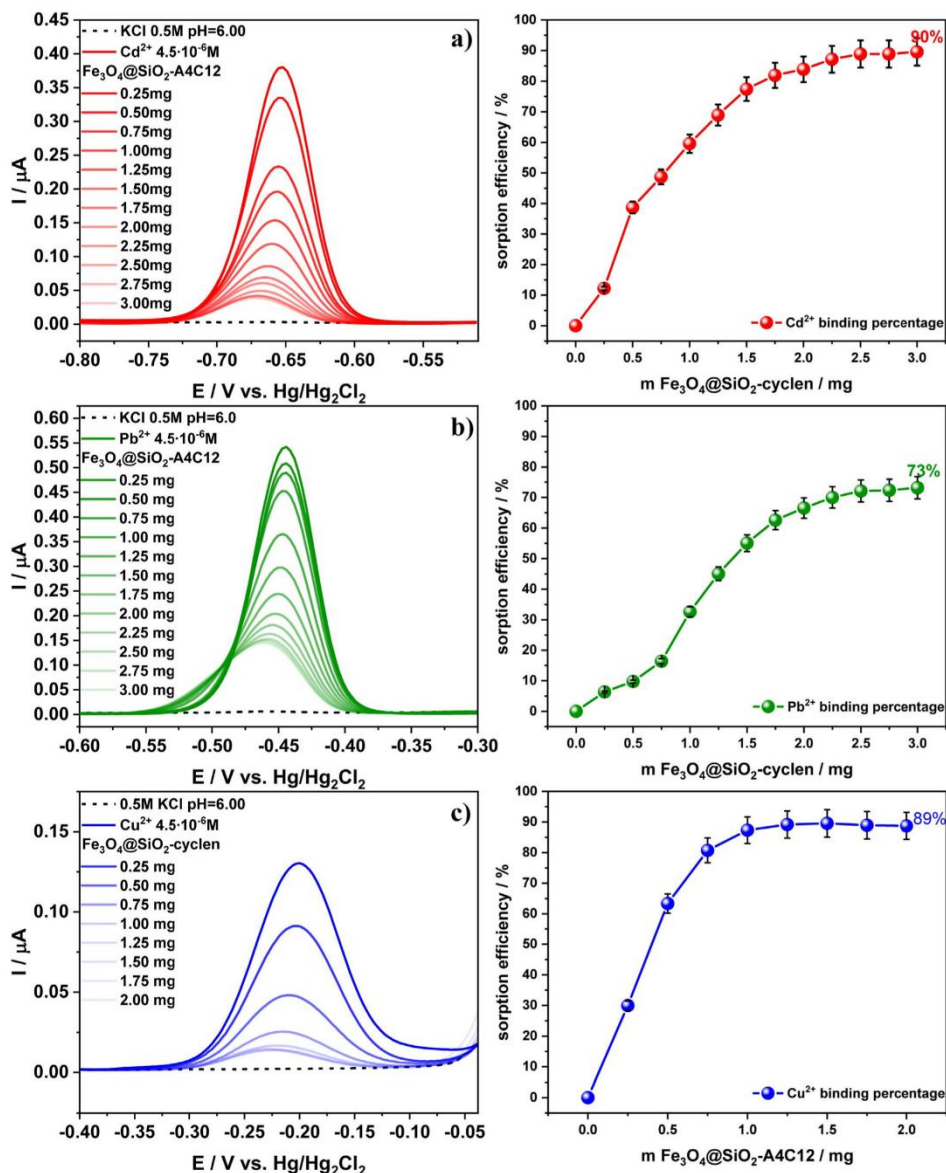 a)
KCl 0.5M pH=6.00
Cd²⁺ 4.5·10⁻⁶M
Fe₃O₄@SiO₂-A4C12
0.25mg
0.50mg
0.75mg
1.00mg
1.25mg
1.50mg
1.75mg
2.00mg
2.25mg
2.50mg
2.75mg
3.00mg
I / µA
0.45
0.40
0.35
0.30
0.25
0.20
0.15
0.10
0.05
0.00
-0.80 -0.75 -0.70 -0.65 -0.60 -0.55
E / V vs. Hg/Hg₂Cl₂
sorption efficiency / %
100
90
80
70
60
50
40
30
20
10
0
90%
Cd²⁺ binding percentage
0.0 0.5 1.0 1.5 2.0 2.5 3.0
m Fe₃O₄@SiO₂-cyclen / mg
b)
KCl 0.5M pH=6.0
Pb²⁺ 4.5·10⁻⁶M
Fe₃O₄@SiO₂-A4C12
0.25 mg
0.50 mg
0.75 mg
1.00 mg
1.25 mg
1.50 mg
1.75 mg
2.00 mg
2.25 mg
2.50 mg
2.75 mg
3.00 mg
I / µA
0.60
0.55
0.50
0.45
0.40
0.35
0.30
0.25
0.20
0.15
0.10
0.05
0.00
-0.60 -0.55 -0.50 -0.45 -0.40 -0.35 -0.30
E / V vs. Hg/Hg₂Cl₂
sorption efficiency / %
100
90
80
70
60
50
40
30
20
10
0
73%
Pb²⁺ binding percentage
0.0 0.5 1.0 1.5 2.0 2.5 3.0
m Fe₃O₄@SiO₂-cyclen / mg
c)
0.5M KCl pH=6.00
Cu²⁺ 4.5·10⁻⁶M
Fe₃O₄@SiO₂-cyclen
0.25 mg
0.50 mg
0.75 mg
1.00 mg
1.25 mg
1.50 mg
1.75 mg
2.00 mg
I / µA
0.15
0.10
0.05
0.00
-0.40 -0.35 -0.30 -0.25 -0.20 -0.15 -0.10 -0.05
E / V vs. Hg/Hg₂Cl₂
sorption efficiency / %
100
90
80
70
60
50
40
30
20
10
0
89%
Cu²⁺ binding percentage
0.0 0.5 1.0 1.5 2.0
m Fe₃O₄@SiO₂-A4C12 / mg